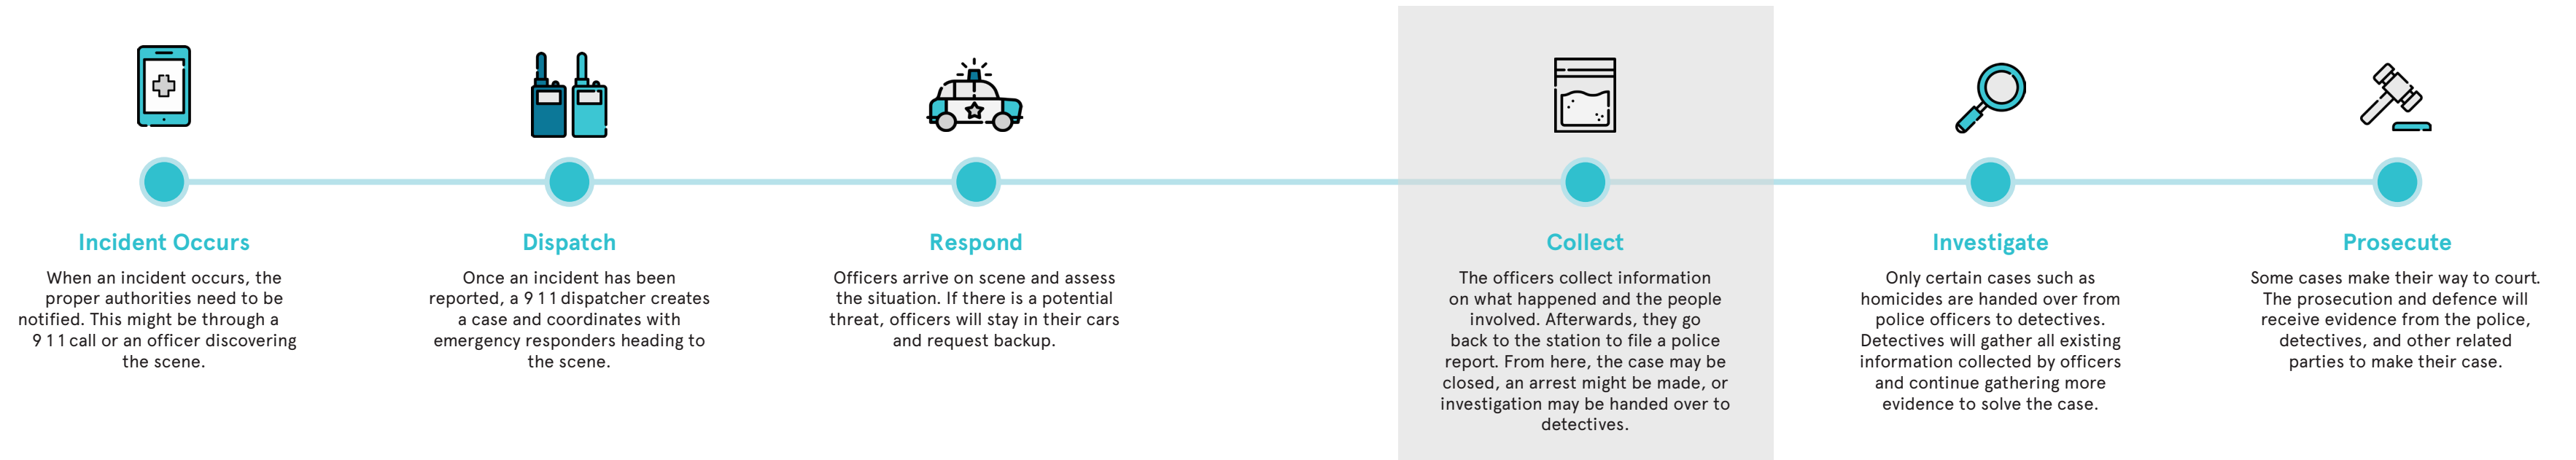 Incident Occurs
When an incident occurs, the
proper authorities need to be
notified. This might be through a
911 call or an officer discovering
the scene.
Dispatch
Once an incident has been
reported, a 911 dispatcher creates
a case and coordinates with
emergency responders heading to
the scene.
Respond
Officers arrive on scene and assess
the situation. If there is a potential
threat, officers will stay in their cars
and request backup.
Collect
The officers collect information
on what happened and the people
involved. Afterwards, they go
back to the station to file a police
report. From here, the case may be
closed, an arrest might be made, or
investigation may be handed over to
detectives.
Investigate
Only certain cases such as
homicides are handed over from
police officers to detectives.
Detectives will gather all existing
information collected by officers
and continue gathering more
evidence to solve the case.
Prosecute
Some cases make their way to court.
The prosecution and defence will
receive evidence from the police,
detectives, and other related
parties to make their case.